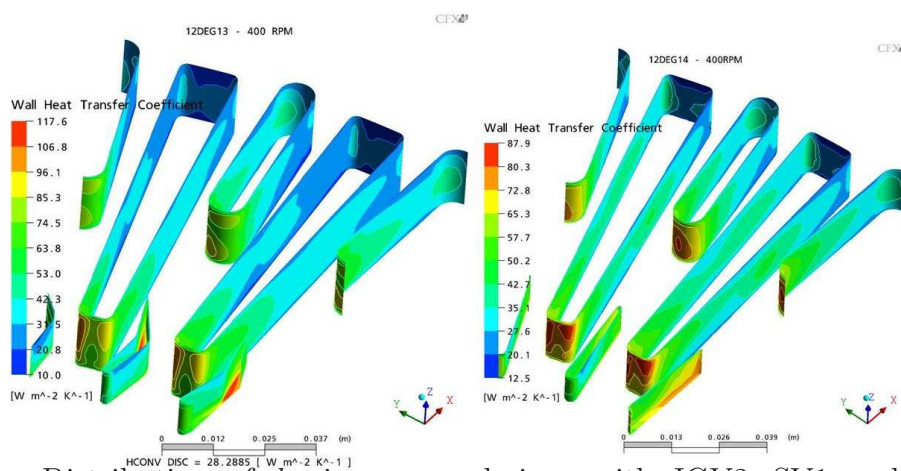 CFX
12DEG13 - 400 RPM
Wall Heat Transfer Coefficient
117.6
106.8
96.1
85.3
74.5
63.8
53.0
42.3
31.5
20.8
10.0
[W m^-2 K^-1]
Y
Z
X
0 0.012 0.025 0.037 (m)
HCONV DISC = 28.2885 [ W m^-2 K^-1]
CFX
12DEG14 - 400RPM
Wall Heat Transfer Coefficient
87.9
80.3
72.8
65.3
57.7
50.2
42.7
35.1
27.6
20.1
12.5
[W m^-2 K^-1]
Y
Z
X
0 0.013 0.026 0.039 (m)